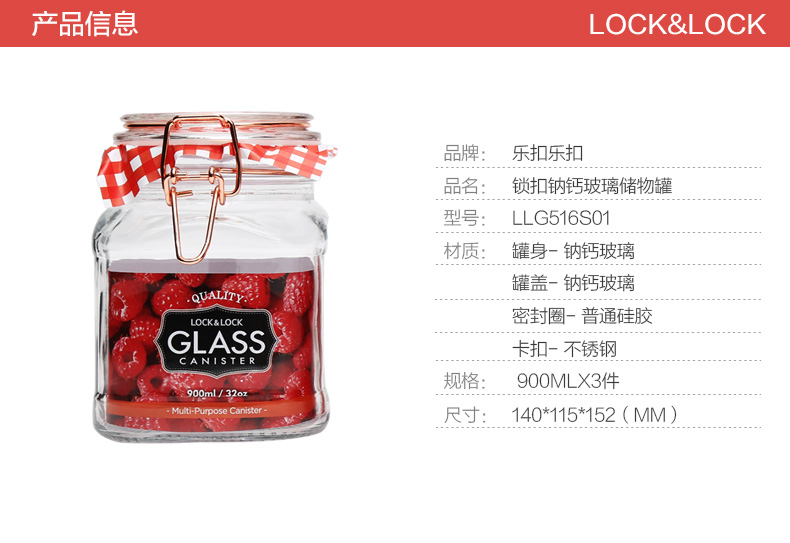 产品信息
LOCK&LOCK
QUALITY
LOCK&LOCK
GLASS
CANISTER
900ml / 32oz
- Multi-Purpose Canister -
品牌： 乐扣乐扣
品名： 锁扣钠钙玻璃储物罐
型号： LLG516S01
材质： 罐身- 钠钙玻璃
罐盖- 钠钙玻璃
密封圈- 普通硅胶
卡扣- 不锈钢
规格： 900MLX3件
尺寸： 140*115*152（MM）